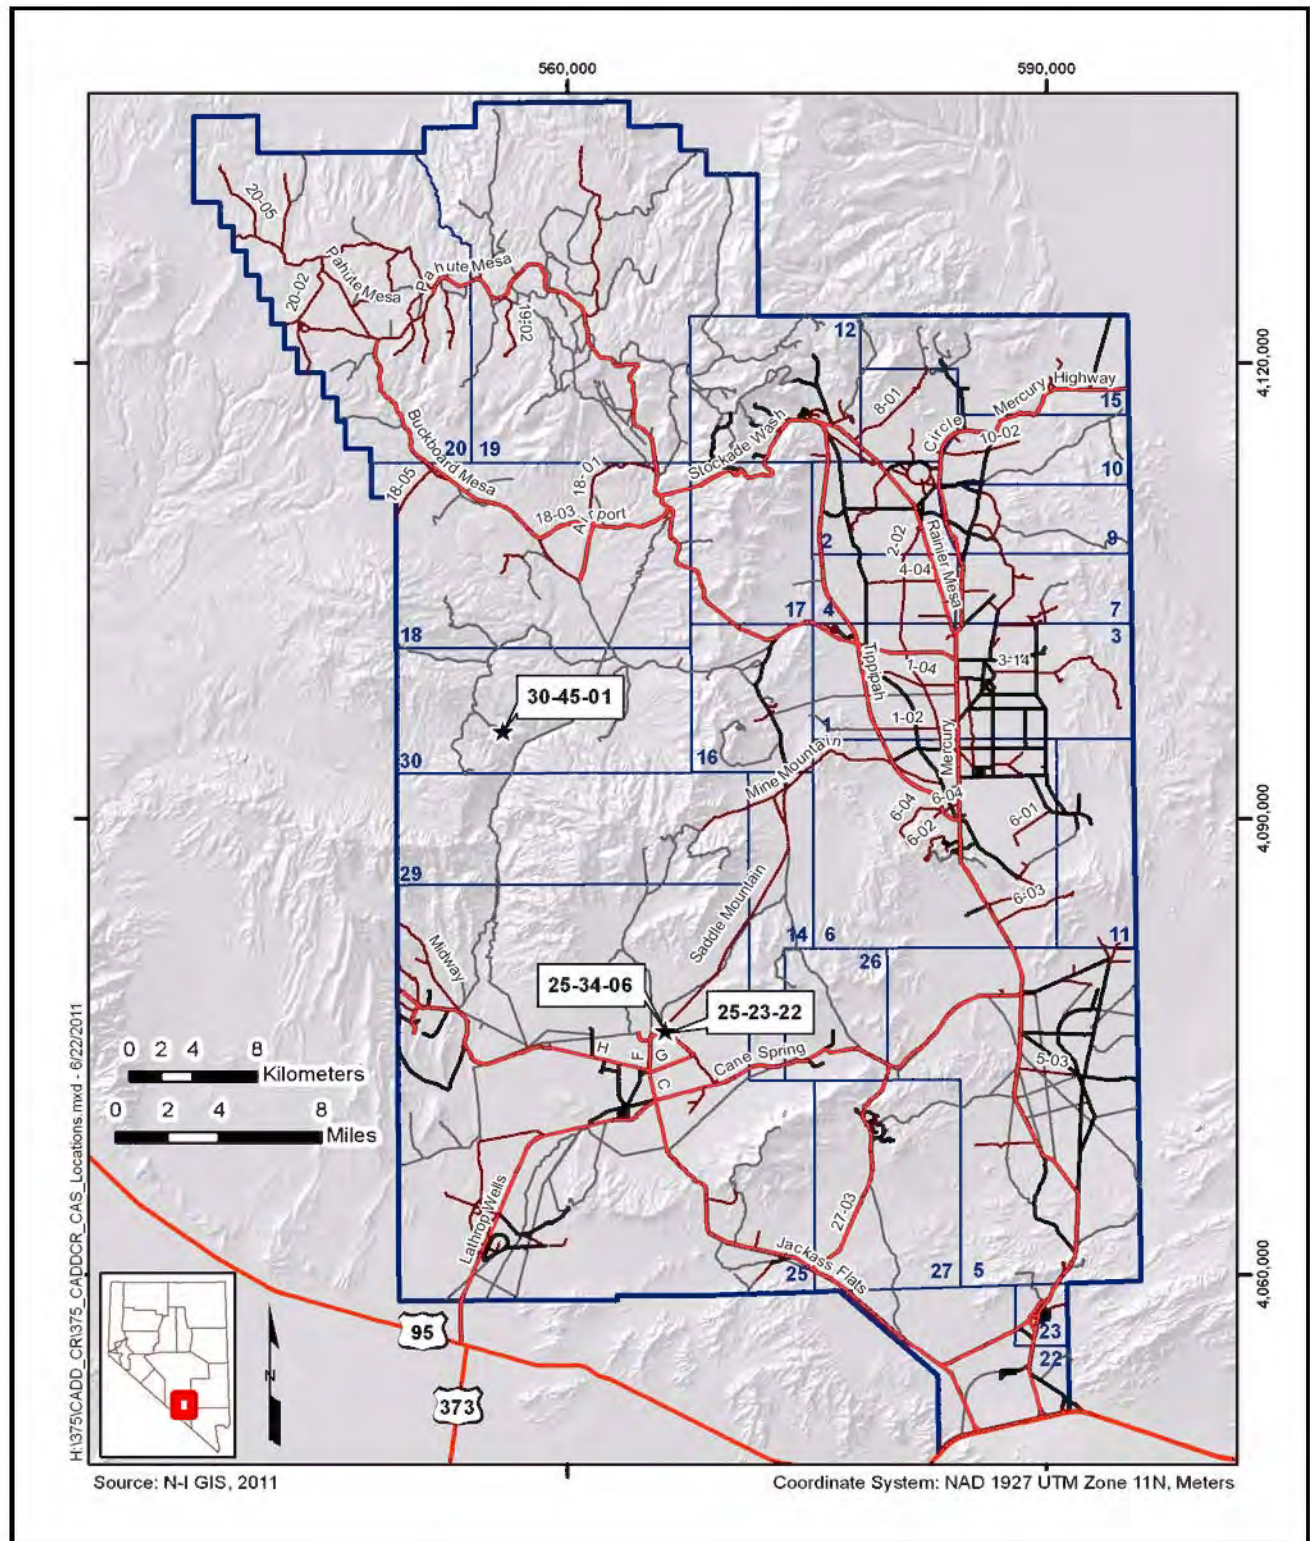 560,000
590,000
20-05
Pahute Mesa
Pahute Mesa
20-02
19-02
12
8-01
Circle
Mercury
Highway
15
4,120,000
10-02
Stockade Wash
10
20
19
Buckboard Mesa
18-05
18-01
18-03
Airport
2
2-02
Rainier Mesa
9
4-04
18
17
4
7
3
Tippipah
1-04
3-14
30-45-01
1-02
1
Mercury
30
16
Mine Mountain
6-04
6-04
6-02
6-01
4,090,000
29
Saddle Mountain
6-03
Midway
14
6
11
26
25-34-06
25-23-22
H
F
G
C
Cane Spring
5-03
0 2 4 8
Kilometers
0 2 4 8
Miles
27-03
Lathrop Wells
Jackass Flats
25
27
5
4,060,000
23
22
95
373
N
H:\375\CADD_CR\375_CADDCR_CAS_Locations.mxd - 6/22/2011
Source: N-I GIS, 2011
Coordinate System: NAD 1927 UTM Zone 11N, Meters